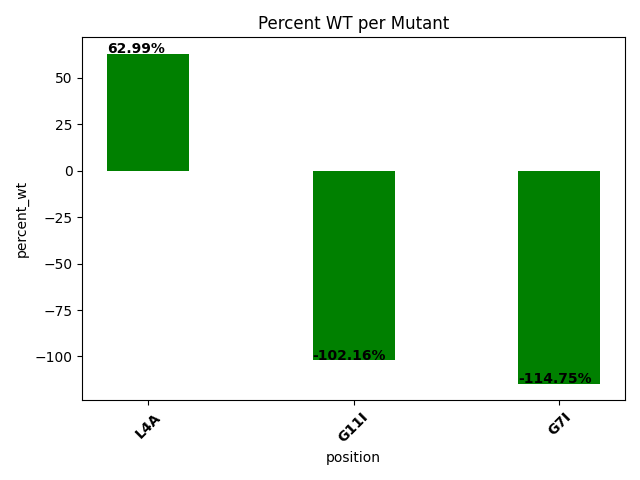 Percent WT per Mutant
percent_wt
50
25
0
−25
−50
−75
−100
62.99%
-102.16%
-114.75%
L4A
G11I
G7I
position